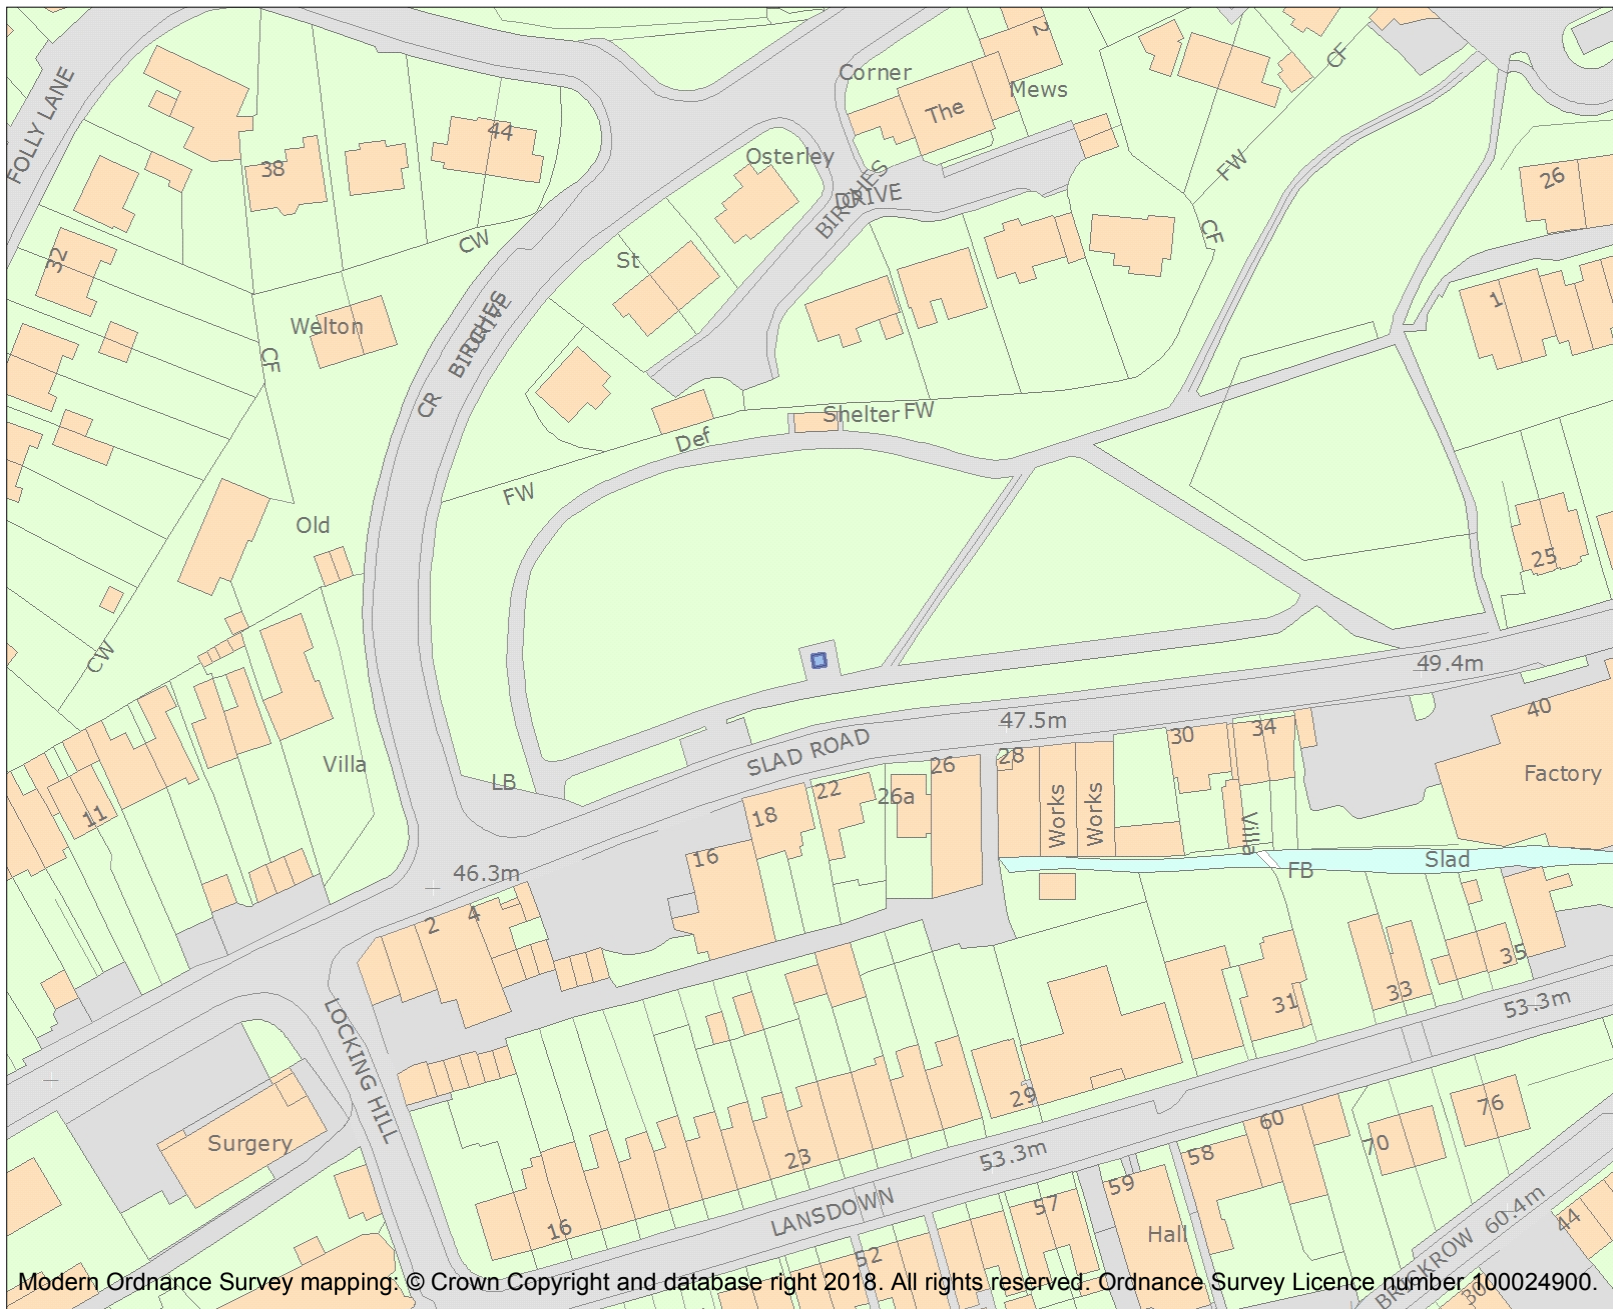 FOLLY LANE
Corner
2
Mews
The
CF
44
38
Osterley
FW
26
BIRCHES
DRIVE
CW
CF
St
32
1
Welton
BIRCHES
DRIVE
CF
CR
Shelter
FW
Def
FW
Old
25
CW
49.4m
40
47.5m
30
34
SLAD ROAD
28
Villa
26
Factory
LB
22
26a
Works
Works
11
18
Villa
16
Slad
FB
46.3m
2
4
35
33
31
53.3m
LOCKING HILL
29
76
60
Surgery
70
58
23
53.3m
59
57
60.4m
16
LANSDOWN
Hall
44
52
BRICKROW
30
Modern Ordnance Survey mapping: © Crown Copyright and database right 2018. All rights reserved. Ordnance Survey Licence number 100024900.